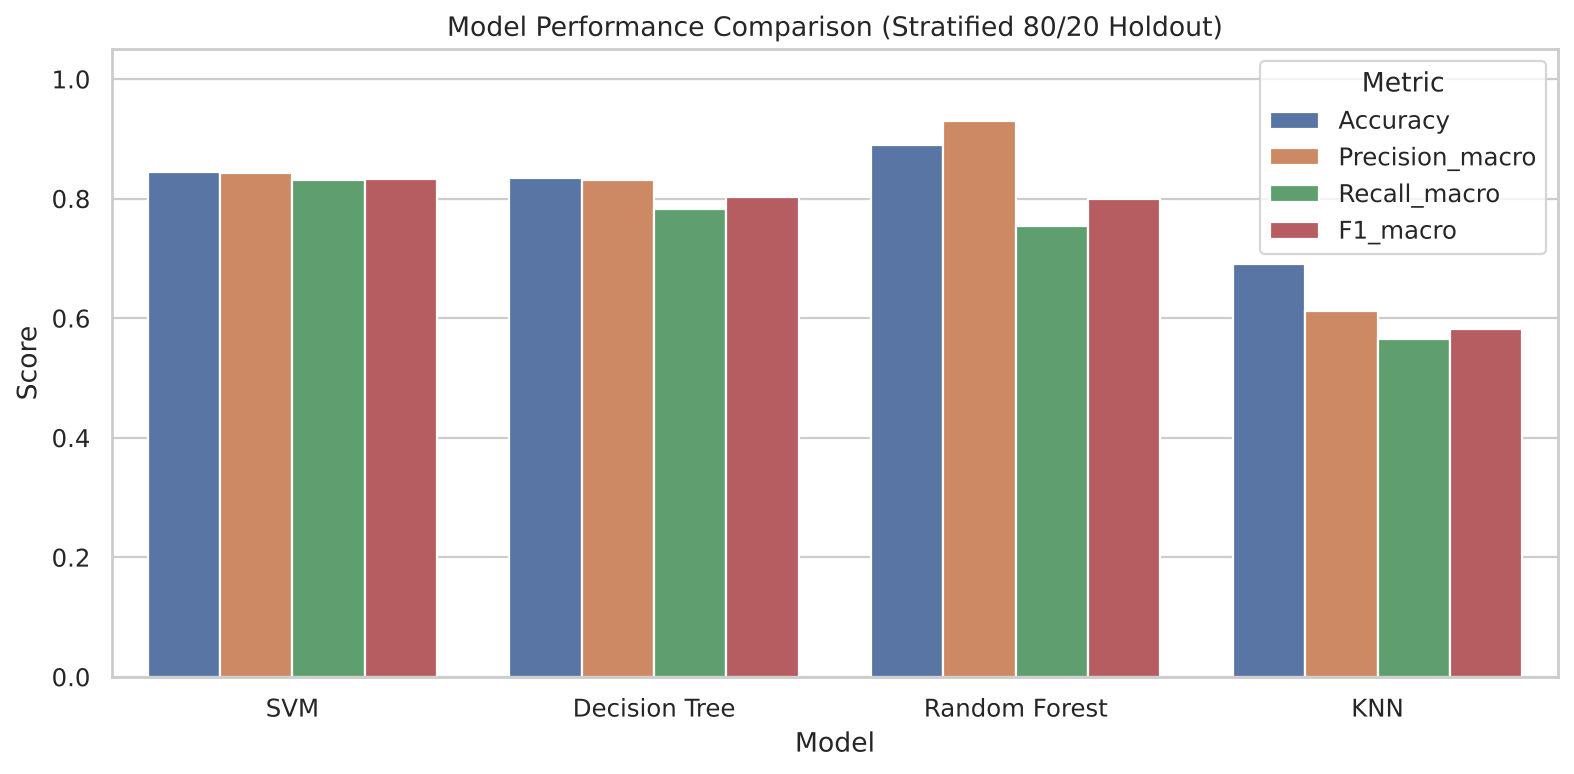 Model Performance Comparison (Stratified 80/20 Holdout)
1.0
0.8
0.6
0.4
0.2
0.0
Score
Metric
Accuracy
Precision_macro
Recall_macro
F1_macro
SVM
Decision Tree
Random Forest
KNN
Model